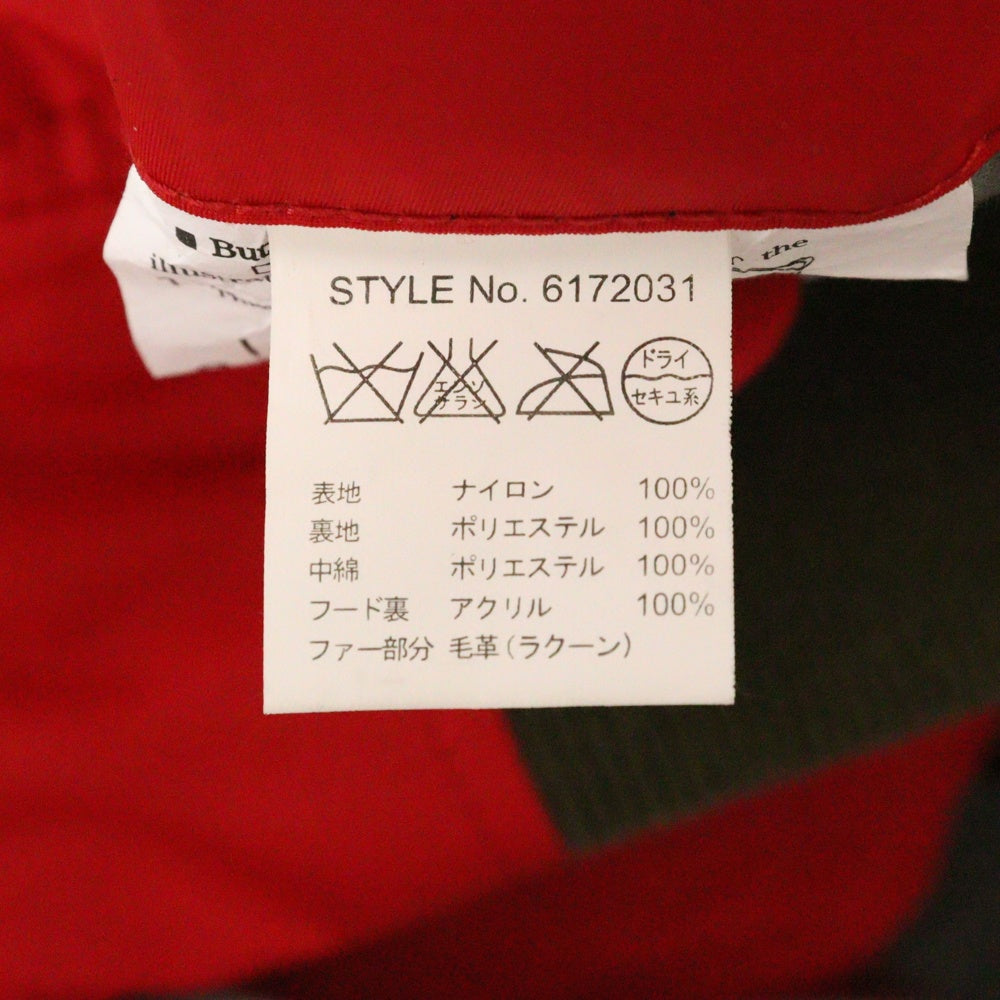 the
STYLE No. 6172031
エンソ
サラシ
ドライ
セキユ系
表地 ナイロン 100%
裏地 ポリエステル 100%
中綿 ポリエステル 100%
フード裏 アクリル 100%
ファー部分 毛革(ラクーン)